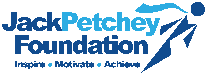 JackPetchey
Foundation
Inspire • Motivate • Achieve